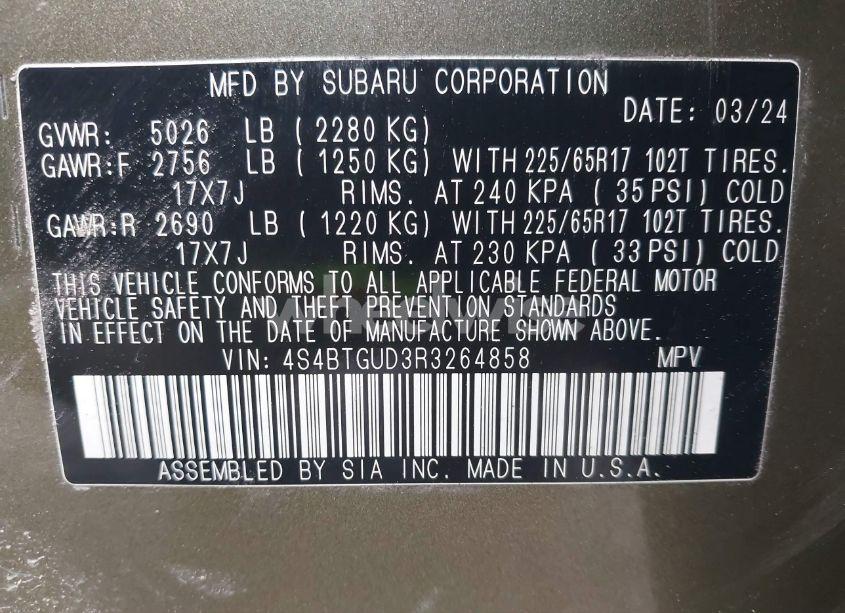 MFD BY SUBARU CORPORATION
DATE: 03/24
GVWR: 5026 LB ( 2280 KG)
GAWR:F 2756 LB ( 1250 KG) WITH 225/65R17 102T TIRES.
17X7J RIMS. AT 240 KPA ( 35 PSI) COLD
GAWR:R 2690 LB ( 1220 KG) WITH 225/65R17 102T TIRES.
17X7J RIMS. AT 230 KPA ( 33 PSI) COLD
THIS VEHICLE CONFORMS TO ALL APPLICABLE FEDERAL MOTOR
VEHICLE SAFETY AND THEFT PREVENTION STANDARDS
IN EFFECT ON THE DATE OF MANUFACTURE SHOWN ABOVE.
VIN: 4S4BTGUD3R3264858 MPV
ASSEMBLED BY SIA INC. MADE IN U.S.A.